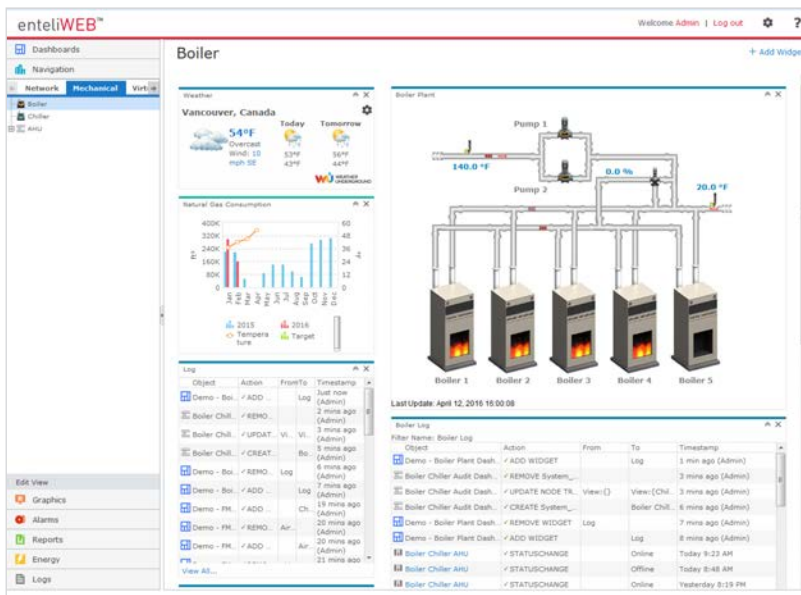 enteliWEB™
Welcome Admin | Log out
?
Dashboards
Navigation
Network Mechanical Virt
Boiler
Chiller
AHU
Edit View
Graphics
Alarms
Reports
Energy
Logs
Boiler
+ Add Widge
Weather
Vancouver, Canada
Today Tomorrow
54°F
Overcast
Wind: 10
mph SE
53°F 56°F
43°F 44°F
WEATHER
UNDERGROUND
Natural Gas Consumption
400K 60
320K 48
240K 36
160K 24
80K 12
0 0
ft³
°F
Jan Feb Mar Apr May Jun Jul Aug Sep Oct Nov Dec
2015 2016
Tempera
ture
Target
Log
Object Action From To Timestamp
Demo - Boi... ✓ADD ... Log Just now (Admin)
Boiler Chill... ✓REMO... 2 mins ago (Admin)
Boiler Chill... ✓UPDAT... Vi... Vi... 3 mins ago (Admin)
Boiler Chill... ✓CREAT... Bo... 5 mins ago (Admin)
Demo - Boi... ✓REMO... Log 6 mins ago (Admin)
Demo - Boi... ✓ADD ... Log 7 mins ago (Admin)
Demo - FM... ✓ADD ... Ch... 19 mins ago (Admin)
Demo - FM... ✓REMO... Air... 20 mins ago (Admin)
Demo - FM... ✓ADD ... Air... 20 mins ago (Admin)
21 mins ago
View All...
Boiler Plant
Pump 1
140.0 °F
Pump 2
0.0 %
20.0 °F
Boiler 1 Boiler 2 Boiler 3 Boiler 4 Boiler 5
Last Update: April 12, 2016 16:00:08
Boiler Log
Filter Name: Boiler Log
Object Action From To Timestamp
Demo - Boiler Plant Dash... ✓ADD WIDGET Log 1 min ago (Admin)
Boiler Chiller Audit Dash... ✓REMOVE System_... 3 mins ago (Admin)
Boiler Chiller Audit Dash... ✓UPDATE NODE TR... View:{} View:{Chil... 3 mins ago (Admin)
Boiler Chiller Audit Dash... ✓CREATE System_... Boiler Chill... 6 mins ago (Admin)
Demo - Boiler Plant Dash... ✓REMOVE WIDGET Log 7 mins ago (Admin)
Demo - Boiler Plant Dash... ✓ADD WIDGET Log 8 mins ago (Admin)
Boiler Chiller AHU ✓STATUSCHANGE Online Today 9:23 AM
Boiler Chiller AHU ✓STATUSCHANGE Offline Today 8:48 AM
Boiler Chiller AHU ✓STATUSCHANGE Online Yesterday 8:19 PM